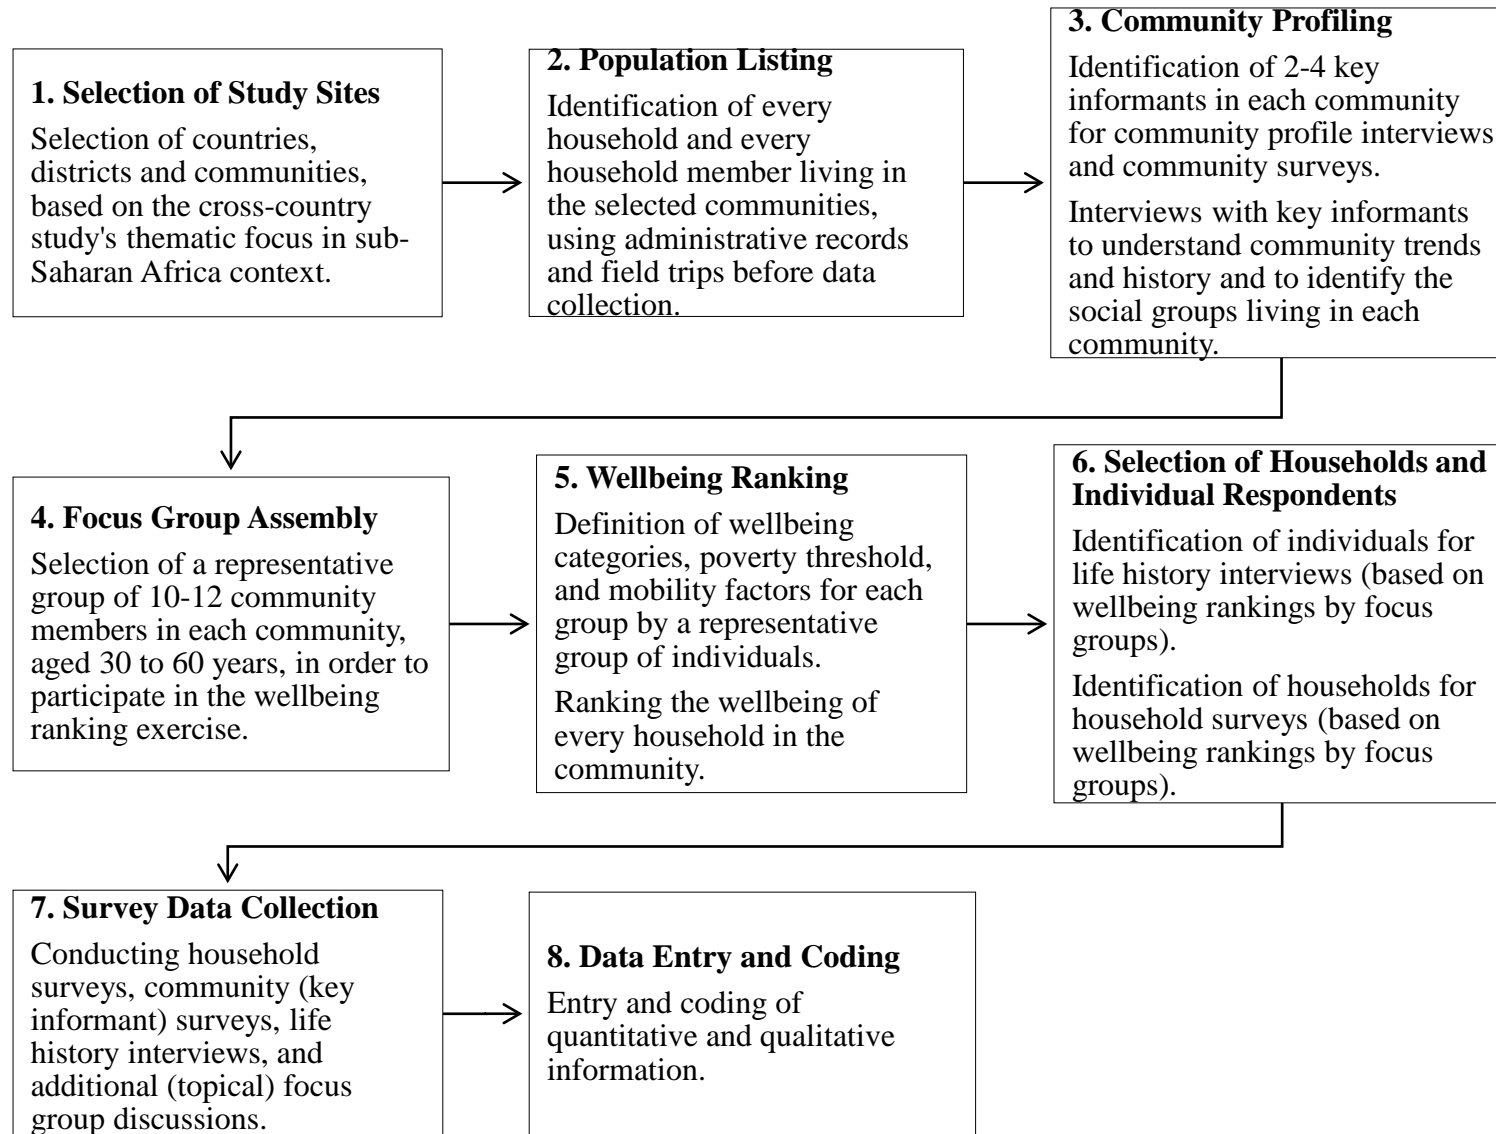 1. Selection of Study Sites
Selection of countries,
districts and communities,
based on the cross-country
study's thematic focus in sub-
Saharan Africa context.
2. Population Listing
Identification of every
household and every
household member living in
the selected communities,
using administrative records
and field trips before data
collection.
3. Community Profiling
Identification of 2-4 key
informants in each community
for community profile interviews
and community surveys.
Interviews with key informants
to understand community trends
and history and to identify the
social groups living in each
community.
4. Focus Group Assembly
Selection of a representative
group of 10-12 community
members in each community,
aged 30 to 60 years, in order to
participate in the wellbeing
ranking exercise.
5. Wellbeing Ranking
Definition of wellbeing
categories, poverty threshold,
and mobility factors for each
group by a representative
group of individuals.
Ranking the wellbeing of
every household in the
community.
6. Selection of Households and
Individual Respondents
Identification of individuals for
life history interviews (based on
wellbeing rankings by focus
groups).
Identification of households for
household surveys (based on
wellbeing rankings by focus
groups).
7. Survey Data Collection
Conducting household
surveys, community (key
informant) surveys, life
history interviews, and
additional (topical) focus
group discussions.
8. Data Entry and Coding
Entry and coding of
quantitative and qualitative
information.